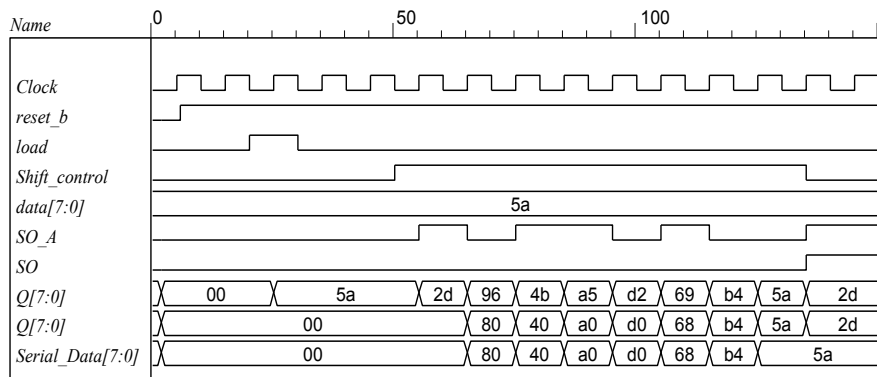 Name 0 50 100
Clock
reset_b
load
Shift_control
data[7:0] 5a
SO_A
SO
Q[7:0] 00 5a 2d 96 4b a5 d2 69 b4 5a 2d
Q[7:0] 00 80 40 a0 d0 68 b4 5a 2d
Serial_Data[7:0] 00 80 40 a0 d0 68 b4 5a